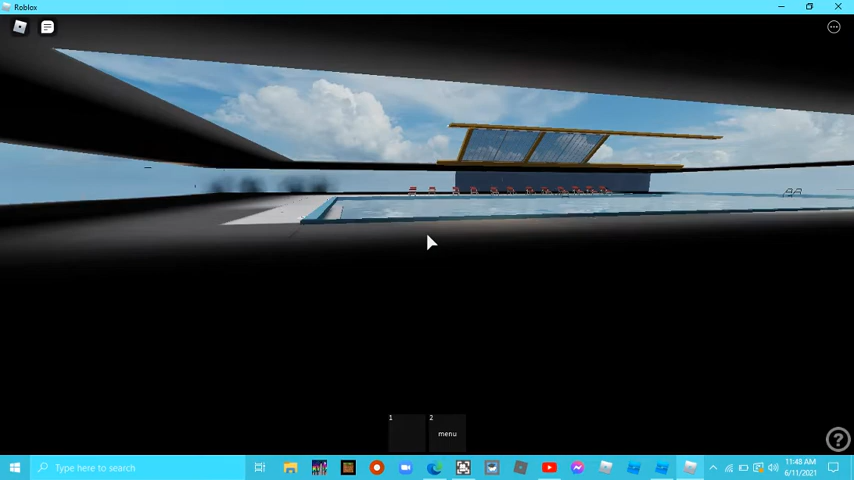 Roblox
1
2
menu
?
Type here to search
11:48 AM
6/11/2021